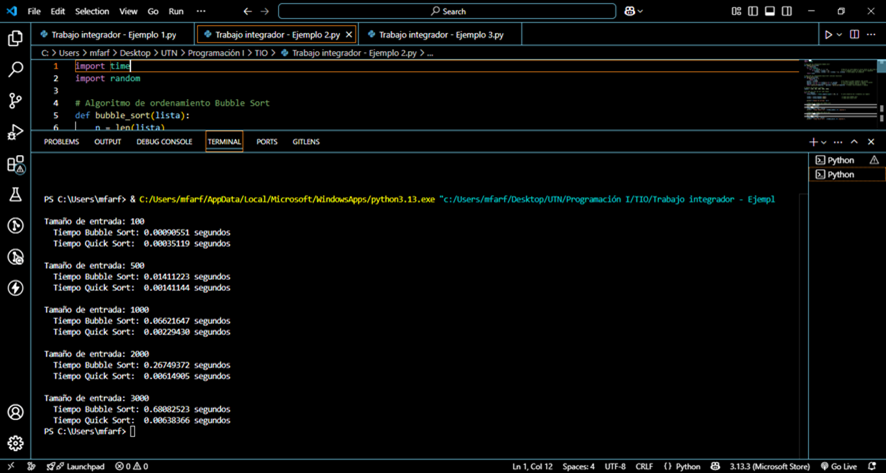 File Edit Selection View Go Run ··· Search
Trabajo integrador - Ejemplo 1.py Trabajo integrador - Ejemplo 2.py Trabajo integrador - Ejemplo 3.py
C: > Users > mfarf > Desktop > UTN > Programación I > TIO > Trabajo integrador - Ejemplo 2.py > ...
1 import time
2 import random
3
4 # Algoritmo de ordenamiento Bubble Sort
5 def bubble_sort(lista):
6 n = len(lista)
PROBLEMS OUTPUT DEBUG CONSOLE TERMINAL PORTS GITLENS
Python
Python
PS C:\Users\mfarf> & C:/Users/mfarf/AppData/Local/Microsoft/WindowsApps/python3.13.exe "c:/Users/mfarf/Desktop/UTN/Programación I/TIO/Trabajo integrador - Ejempl
Tamaño de entrada: 100
Tiempo Bubble Sort: 0.00090551 segundos
Tiempo Quick Sort: 0.00035119 segundos
Tamaño de entrada: 500
Tiempo Bubble Sort: 0.01411223 segundos
Tiempo Quick Sort: 0.00141144 segundos
Tamaño de entrada: 1000
Tiempo Bubble Sort: 0.06621647 segundos
Tiempo Quick Sort: 0.00229430 segundos
Tamaño de entrada: 2000
Tiempo Bubble Sort: 0.26749372 segundos
Tiempo Quick Sort: 0.00614905 segundos
Tamaño de entrada: 3000
Tiempo Bubble Sort: 0.68082523 segundos
Tiempo Quick Sort: 0.00638366 segundos
PS C:\Users\mfarf>
Launchpad 0 0 Ln 1, Col 12 Spaces: 4 UTF-8 CRLF {} Python 3.13.3 (Microsoft Store) Go Live